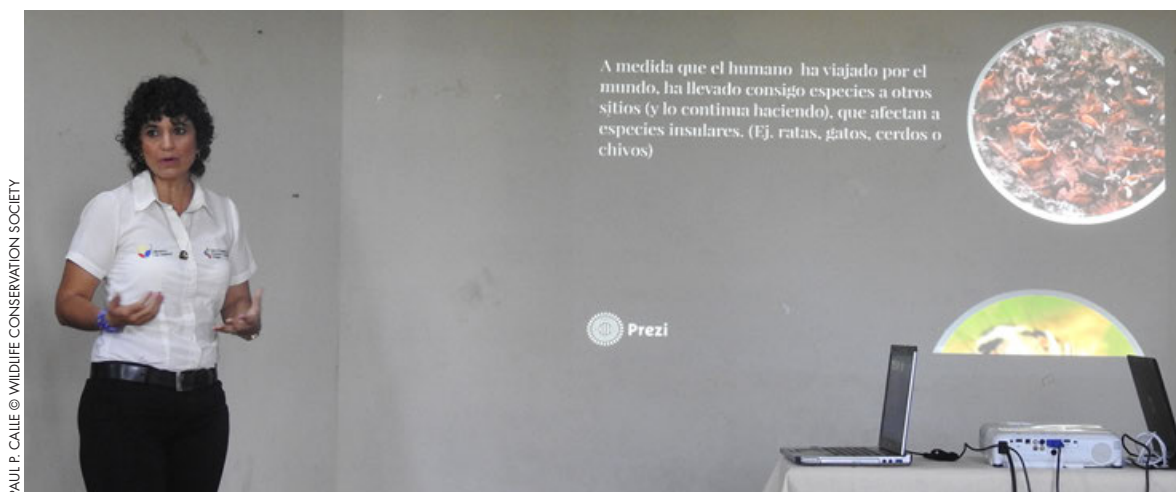 A medida que el humano ha viajado por el
mundo, ha llevado consigo especies a otros
sitios (y lo continua haciendo), que afectan a
especies insulares. (Ej. ratas, gatos, cerdos o
chivos)
Prezi
PAUL P. CALLE © WILDLIFE CONSERVATION SOCIETY